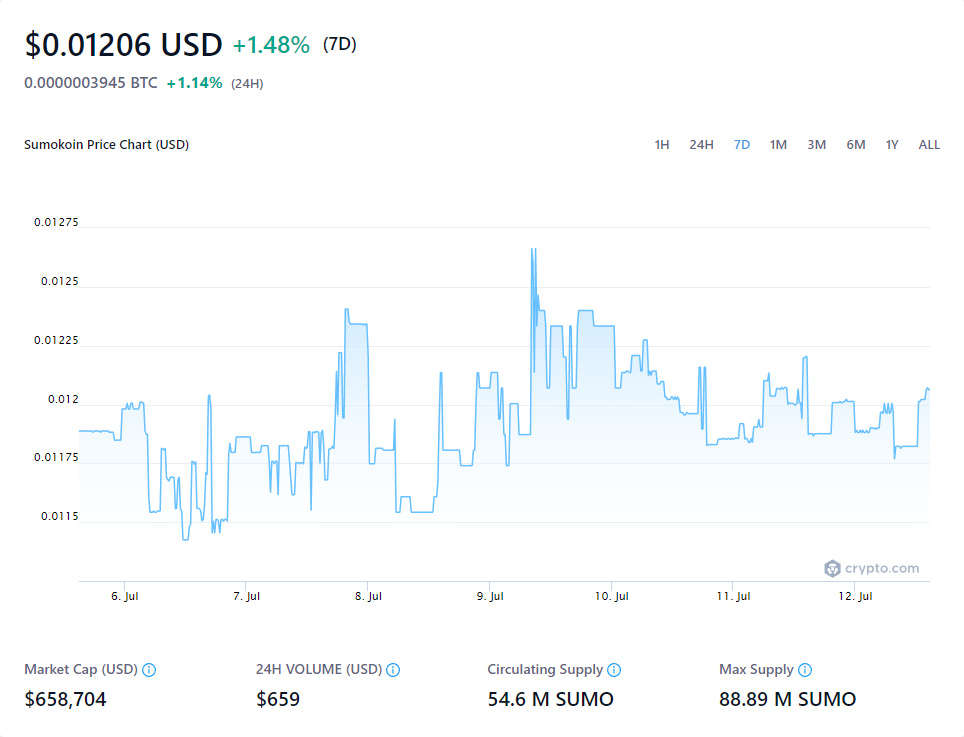 $0.01206 USD +1.48% (7D)
0.0000003945 BTC +1.14% (24H)
Sumokoin Price Chart (USD) 1H 24H 7D 1M 3M 6M 1Y ALL
0.01275
0.0125
0.01225
0.012
0.01175
0.0115
crypto.com
6. Jul 7. Jul 8. Jul 9. Jul 10. Jul 11. Jul 12. Jul
Market Cap (USD) 24H VOLUME (USD) Circulating Supply Max Supply
$658,704 $659 54.6 M SUMO 88.89 M SUMO